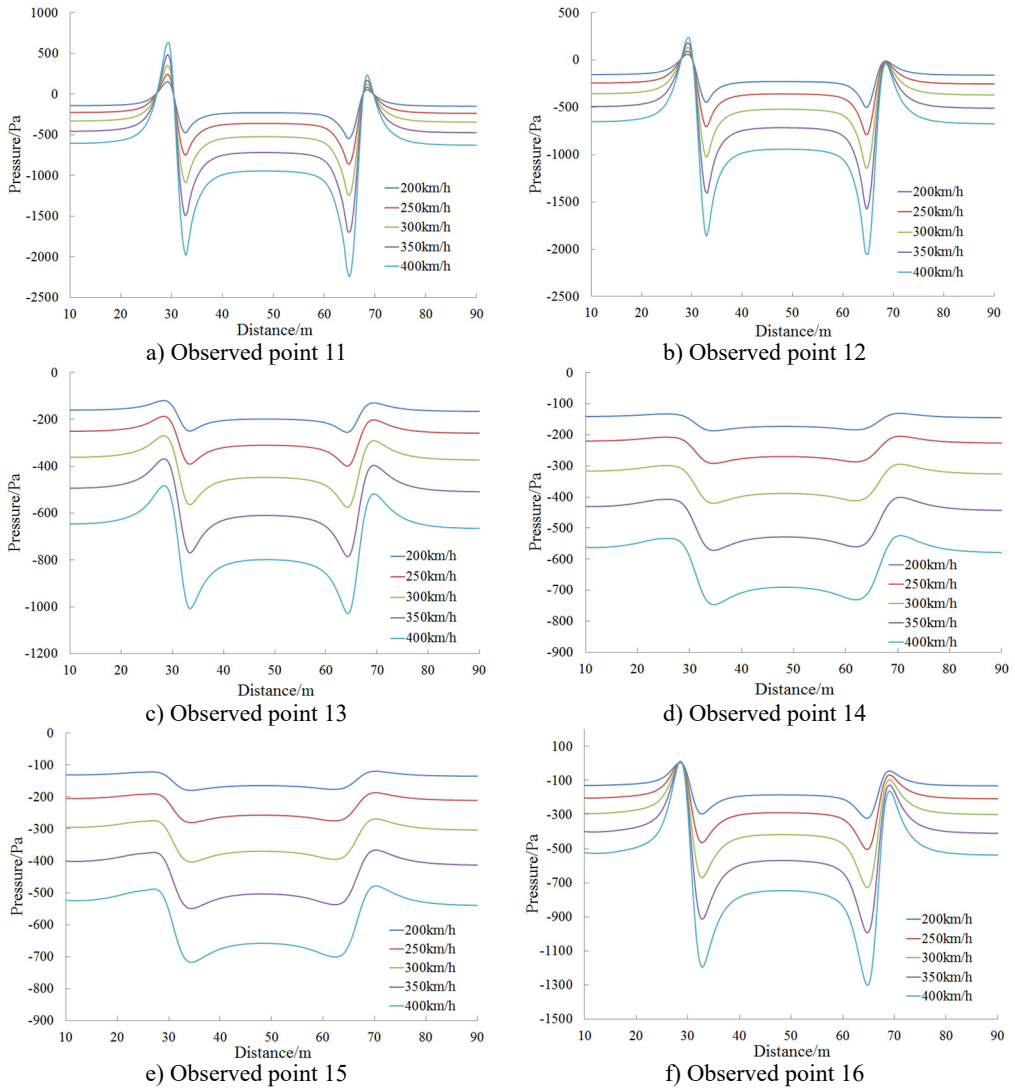 1000
500
0
-500
-1000
-1500
-2000
-2500
Pressure/Pa
200km/h
250km/h
300km/h
350km/h
400km/h
10 20 30 40 50 60 70 80 90
Distance/m
a) Observed point 11
500
0
-500
-1000
-1500
-2000
-2500
Pressure/Pa
200km/h
250km/h
300km/h
350km/h
400km/h
10 20 30 40 50 60 70 80 90
Distance/m
b) Observed point 12
0
-200
-400
-600
-800
-1000
-1200
Pressure/Pa
200km/h
250km/h
300km/h
350km/h
400km/h
10 20 30 40 50 60 70 80 90
Distance/m
c) Observed point 13
0
-100
-200
-300
-400
-500
-600
-700
-800
-900
Pressure/Pa
200km/h
250km/h
300km/h
350km/h
400km/h
10 20 30 40 50 60 70 80 90
Distance/m
d) Observed point 14
0
-100
-200
-300
-400
-500
-600
-700
-800
-900
Pressure/Pa
200km/h
250km/h
300km/h
350km/h
400km/h
10 20 30 40 50 60 70 80 90
Distance/m
e) Observed point 15
100
-100
-300
-500
-700
-900
-1100
-1300
-1500
Pressure/Pa
200km/h
250km/h
300km/h
350km/h
400km/h
10 20 30 40 50 60 70 80 90
Distance/m
f) Observed point 16